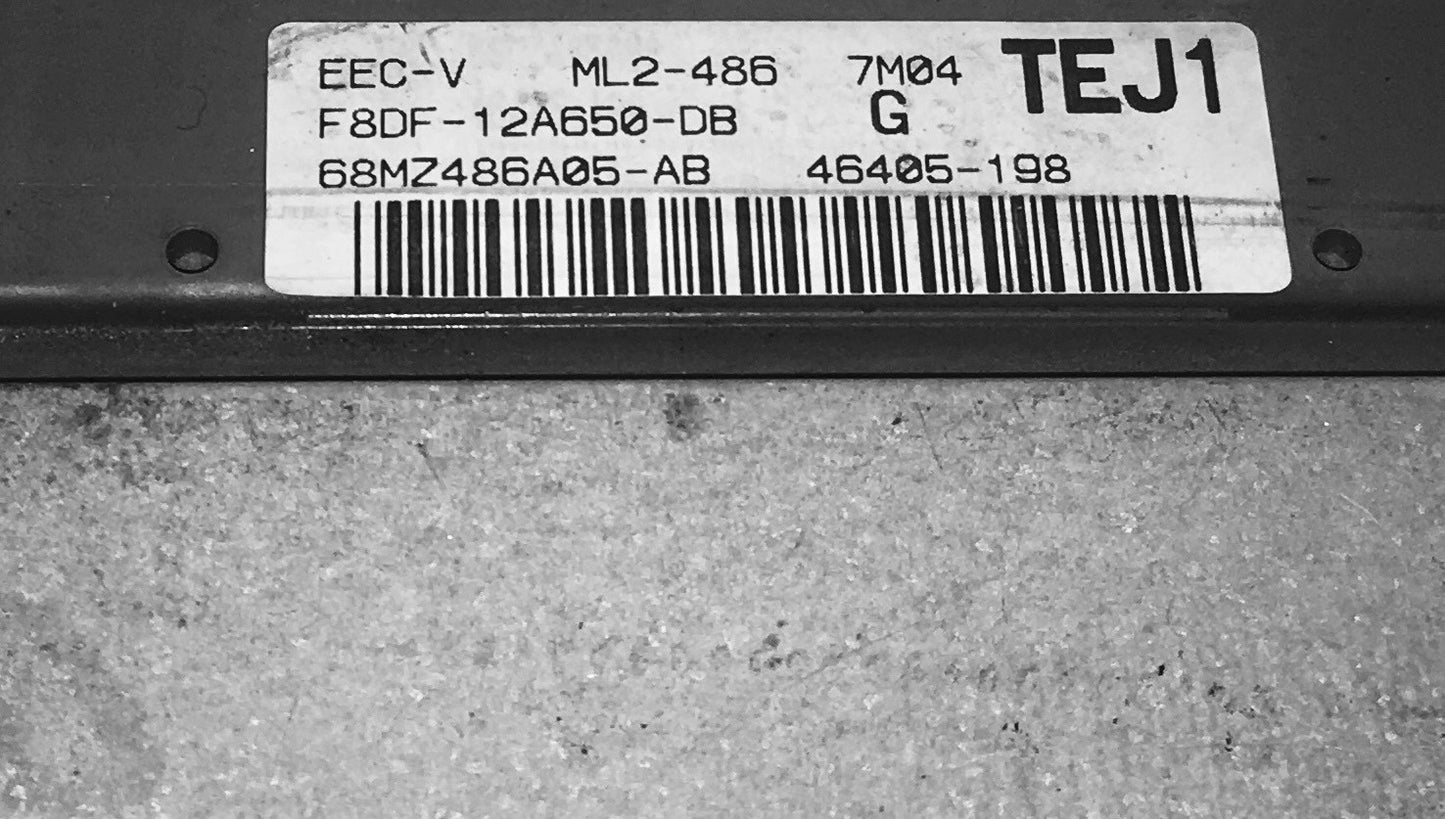 EEC-V ML2-486 7M04 TEJ1
F8DF-12A650-DB G
68MZ486A05-AB 46405-198